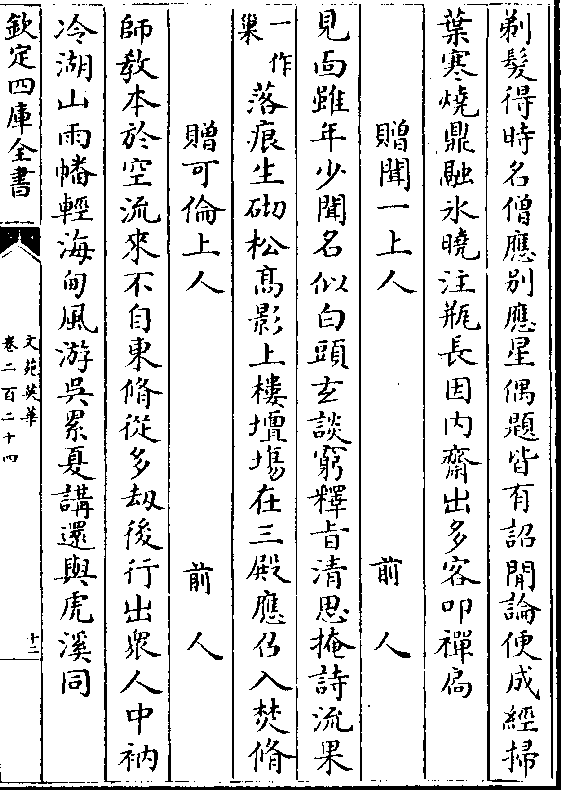 剃髮得時名僧應别應星偶題皆有詔閒論便成經掃
葉寒燒鼎融氷曉注瓶長因内齋出多客叩禪扃
贈聞一上人　前人
見面雖年少聞名似白頭玄談窮釋旨清思掩詩流果
一作巢
落痕生砌松髙影上樓壇塲在三殿應仍入焚脩
贈可倫上人　前人
師教本於空流來不自東脩從多刼後行出衆人中衲
冷湖山雨幡輕海甸風游吳累夏講還與虎溪同
欽定四庫全書
文苑英華
卷二百二十四
十二